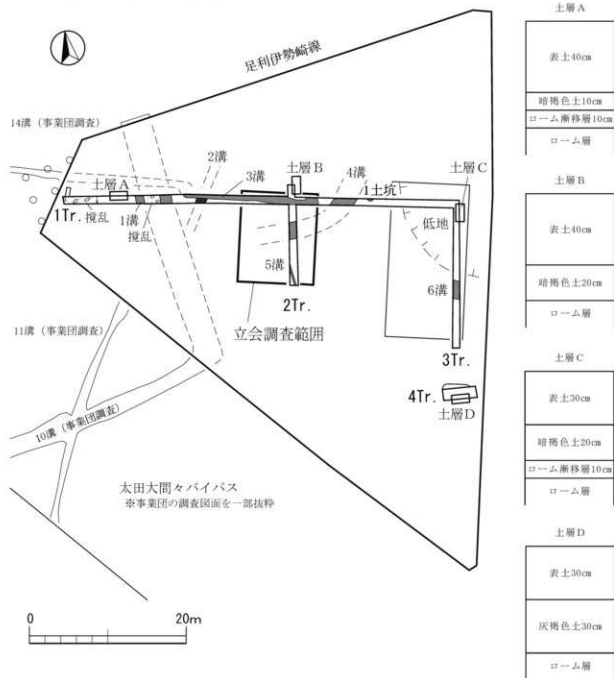 足利伊勢崎線
14溝（事業団調査）
2溝
土層B
土層C
4溝
3溝
1土坑
土層A
1Tr.
撹乱
1溝
撹乱
低地
5溝
6溝
2Tr.
立会調査範囲
11溝（事業団調査）
3Tr.
4Tr.
土層D
10溝（事業団調査）
太田大間々バイパス
※事業団の調査図面を一部抜粋
0
20m
土層A
表土40cm
暗褐色土10cm
ローム漸移層10cm
ローム層
土層B
表土40cm
暗褐色土20cm
ローム層
土層C
表土30cm
暗褐色土20cm
ローム漸移層10cm
ローム層
土層D
表土30cm
灰褐色土30cm
ローム層